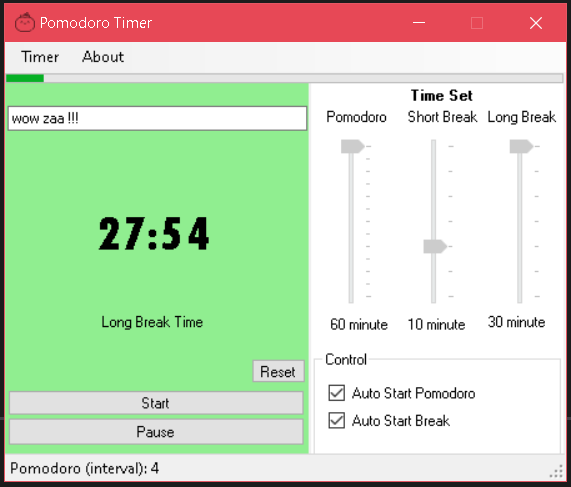 Pomodoro Timer
Timer About
wow zaa !!!
27:54
Long Break Time
Reset
Start
Pause
Time Set
Pomodoro Short Break Long Break
60 minute 10 minute 30 minute
Control
Auto Start Pomodoro
Auto Start Break
Pomodoro (interval): 4